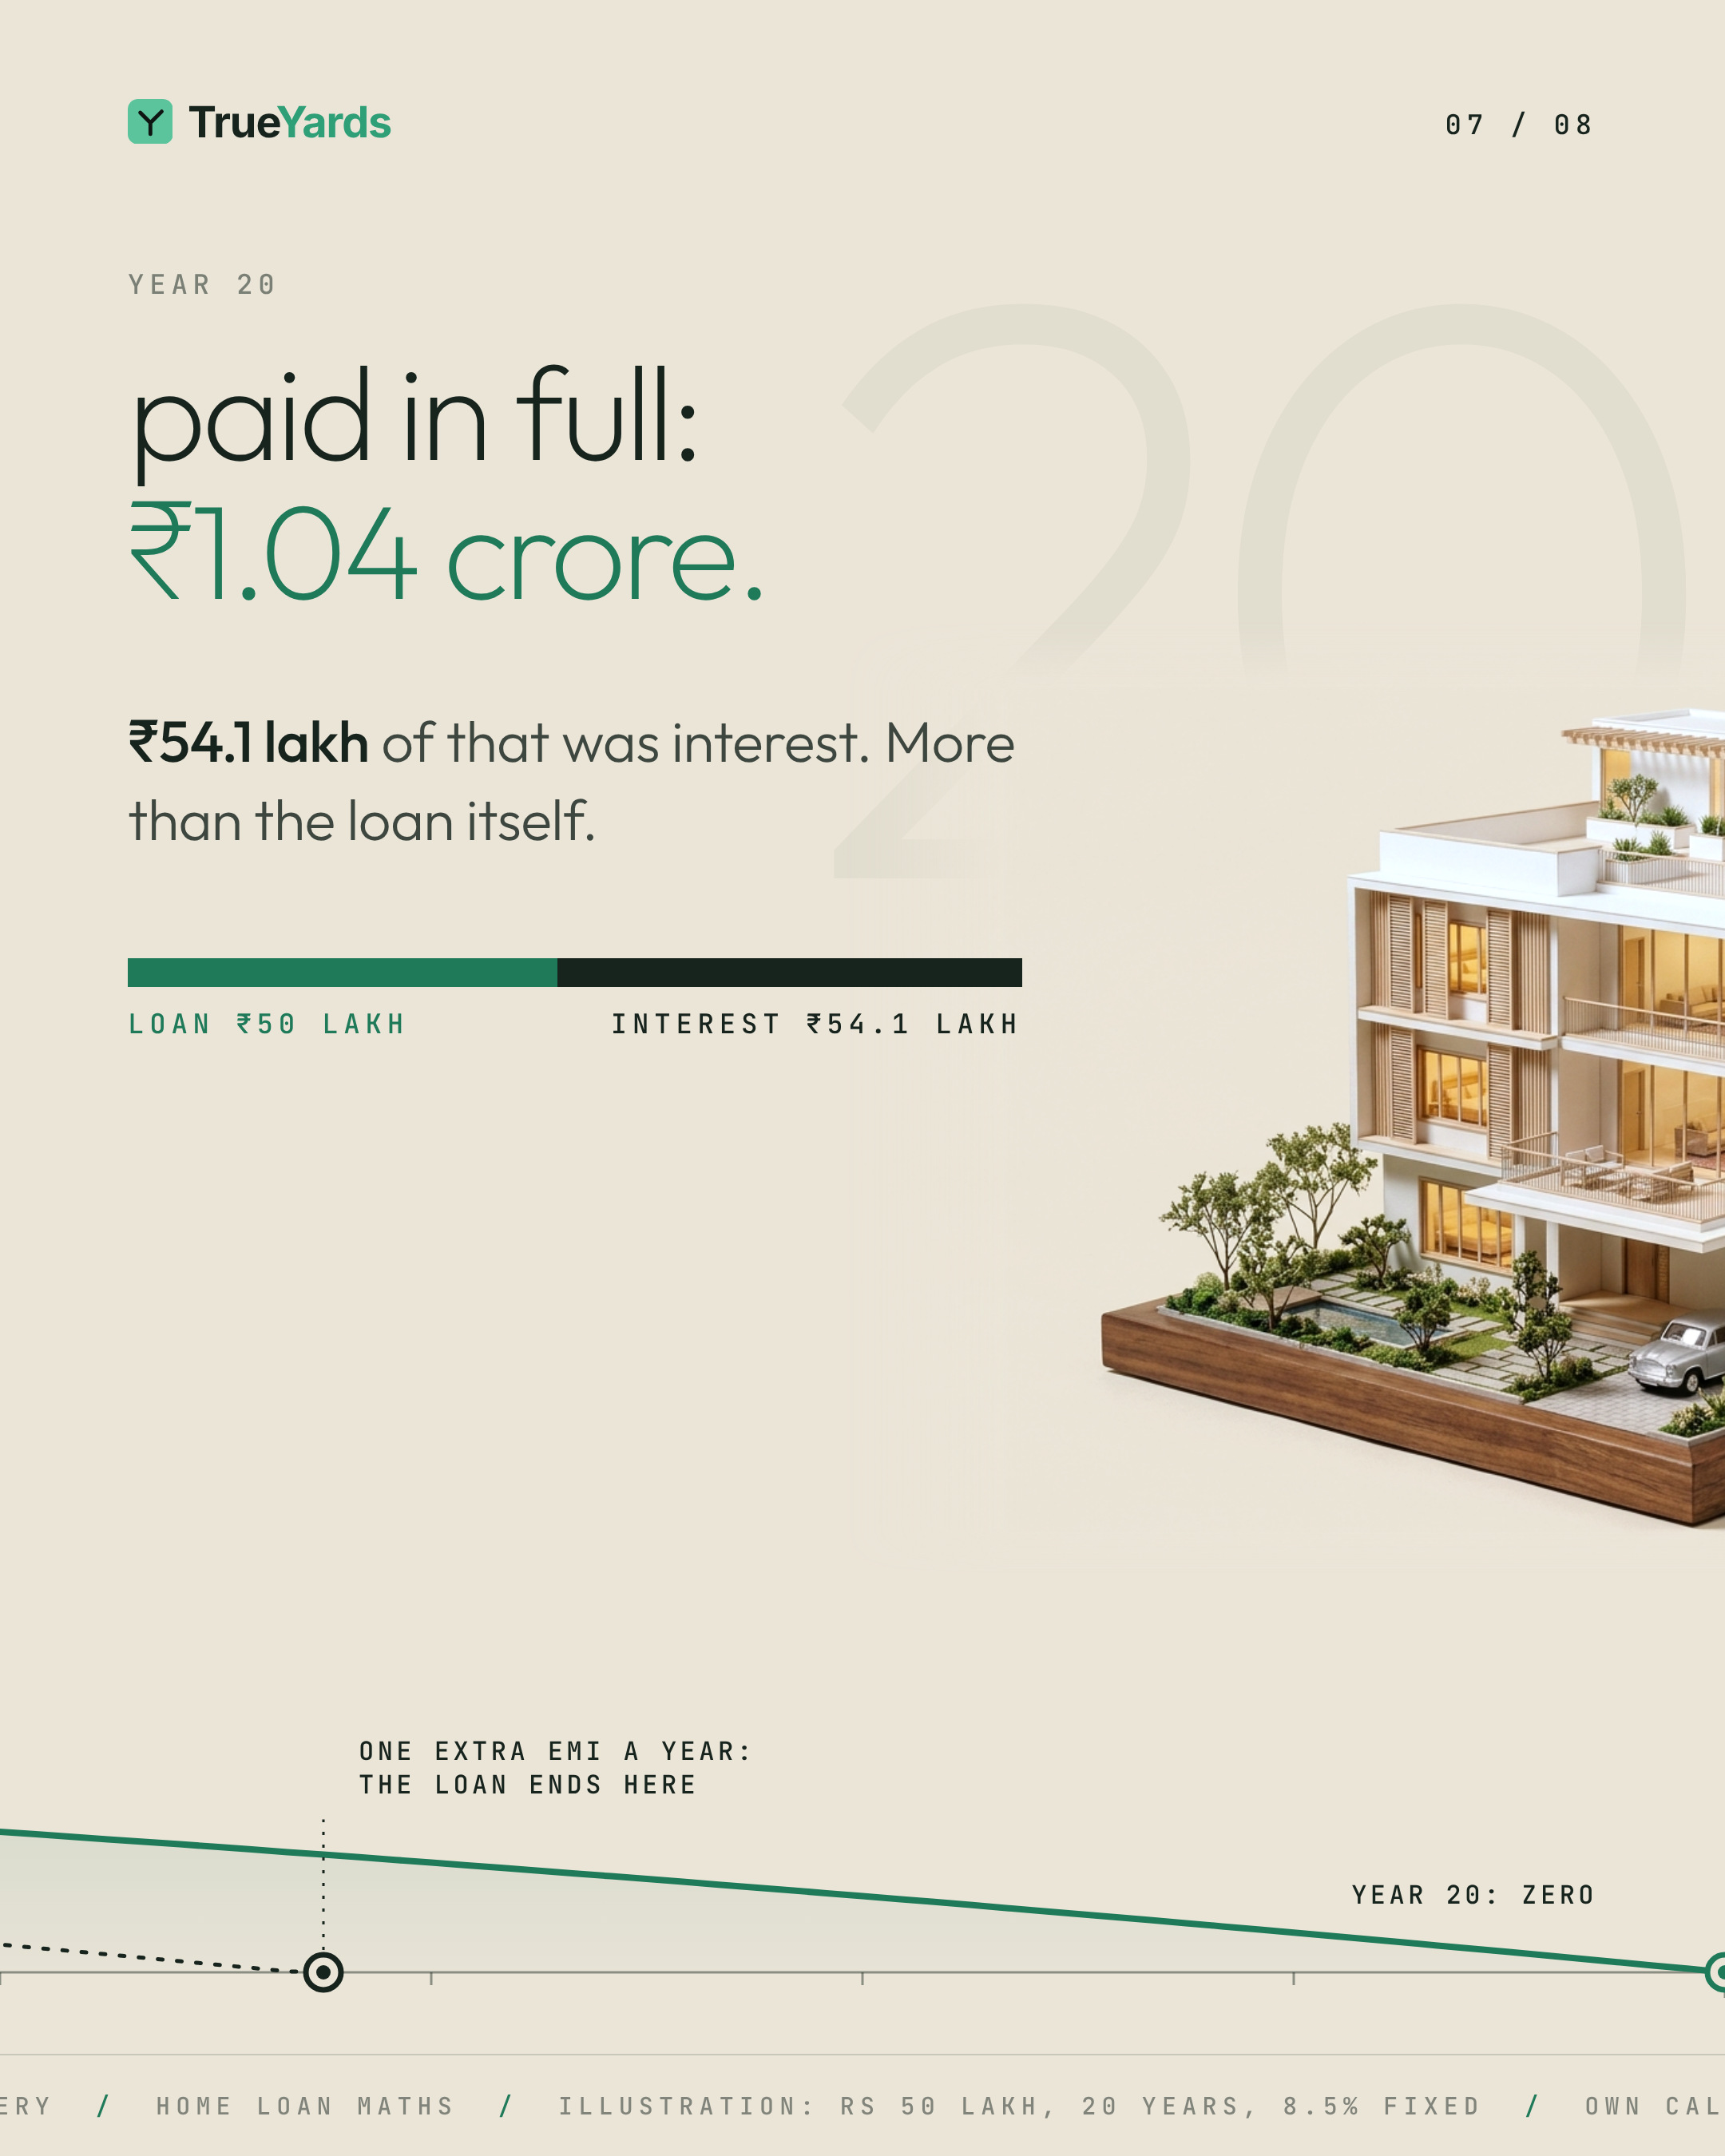 TrueYards
07 / 08
YEAR 20
20
paid in full:
₹1.04 crore.
₹54.1 lakh of that was interest. More
than the loan itself.
LOAN ₹50 LAKH
INTEREST ₹54.1 LAKH
ONE EXTRA EMI A YEAR:
THE LOAN ENDS HERE
YEAR 20: ZERO
ERY / HOME LOAN MATHS / ILLUSTRATION: RS 50 LAKH, 20 YEARS, 8.5% FIXED / OWN CAL